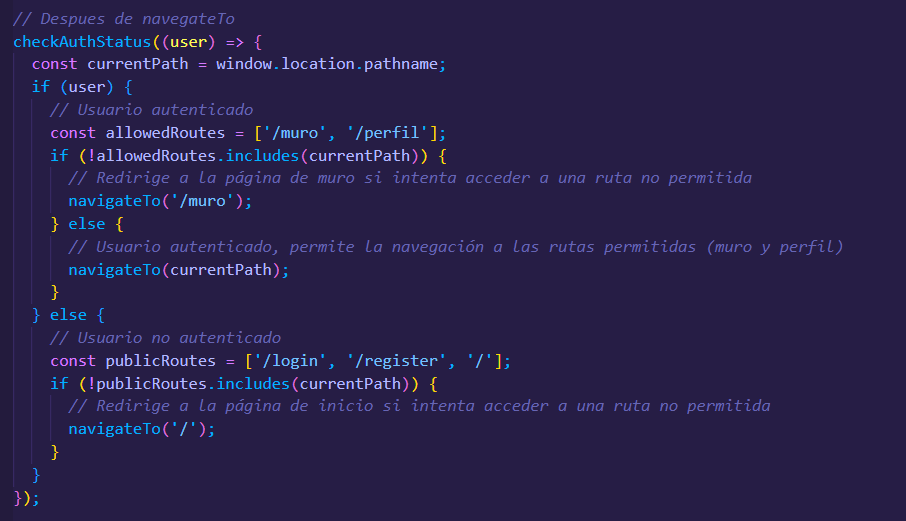 // Despues de navegateTo
checkAuthStatus((user) => {
const currentPath = window.location.pathname;
if (user) {
// Usuario autenticado
const allowedRoutes = ['/muro', '/perfil'];
if (!allowedRoutes.includes(currentPath)) {
// Redirige a la página de muro si intenta acceder a una ruta no permitida
navigateTo('/muro');
} else {
// Usuario autenticado, permite la navegación a las rutas permitidas (muro y perfil)
navigateTo(currentPath);
}
} else {
// Usuario no autenticado
const publicRoutes = ['/login', '/register', '/'];
if (!publicRoutes.includes(currentPath)) {
// Redirige a la página de inicio si intenta acceder a una ruta no permitida
navigateTo('/');
}
}
});